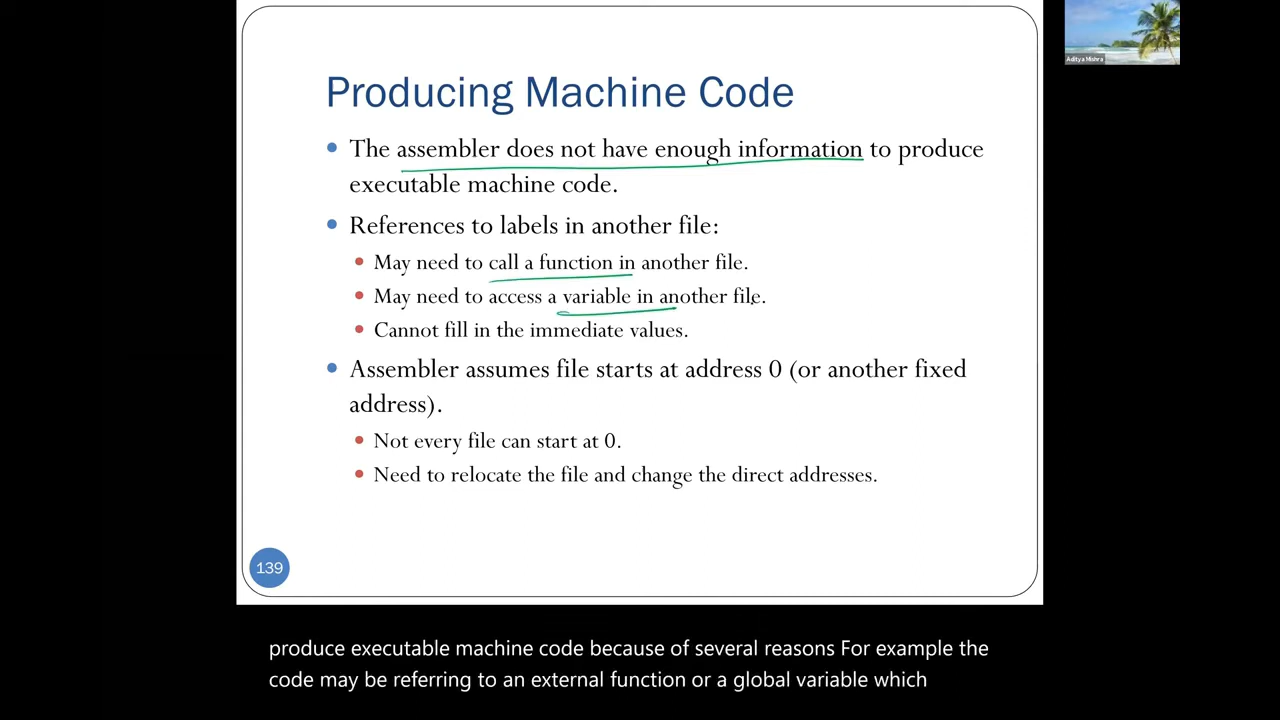 Aditya Mishra
Producing Machine Code
• The assembler does not have enough information to produce
executable machine code.
• References to labels in another file:
• May need to call a function in another file.
• May need to access a variable in another file.
• Cannot fill in the immediate values.
• Assembler assumes file starts at address 0 (or another fixed
address).
• Not every file can start at 0.
• Need to relocate the file and change the direct addresses.
139
produce executable machine code because of several reasons For example the
code may be referring to an external function or a global variable which